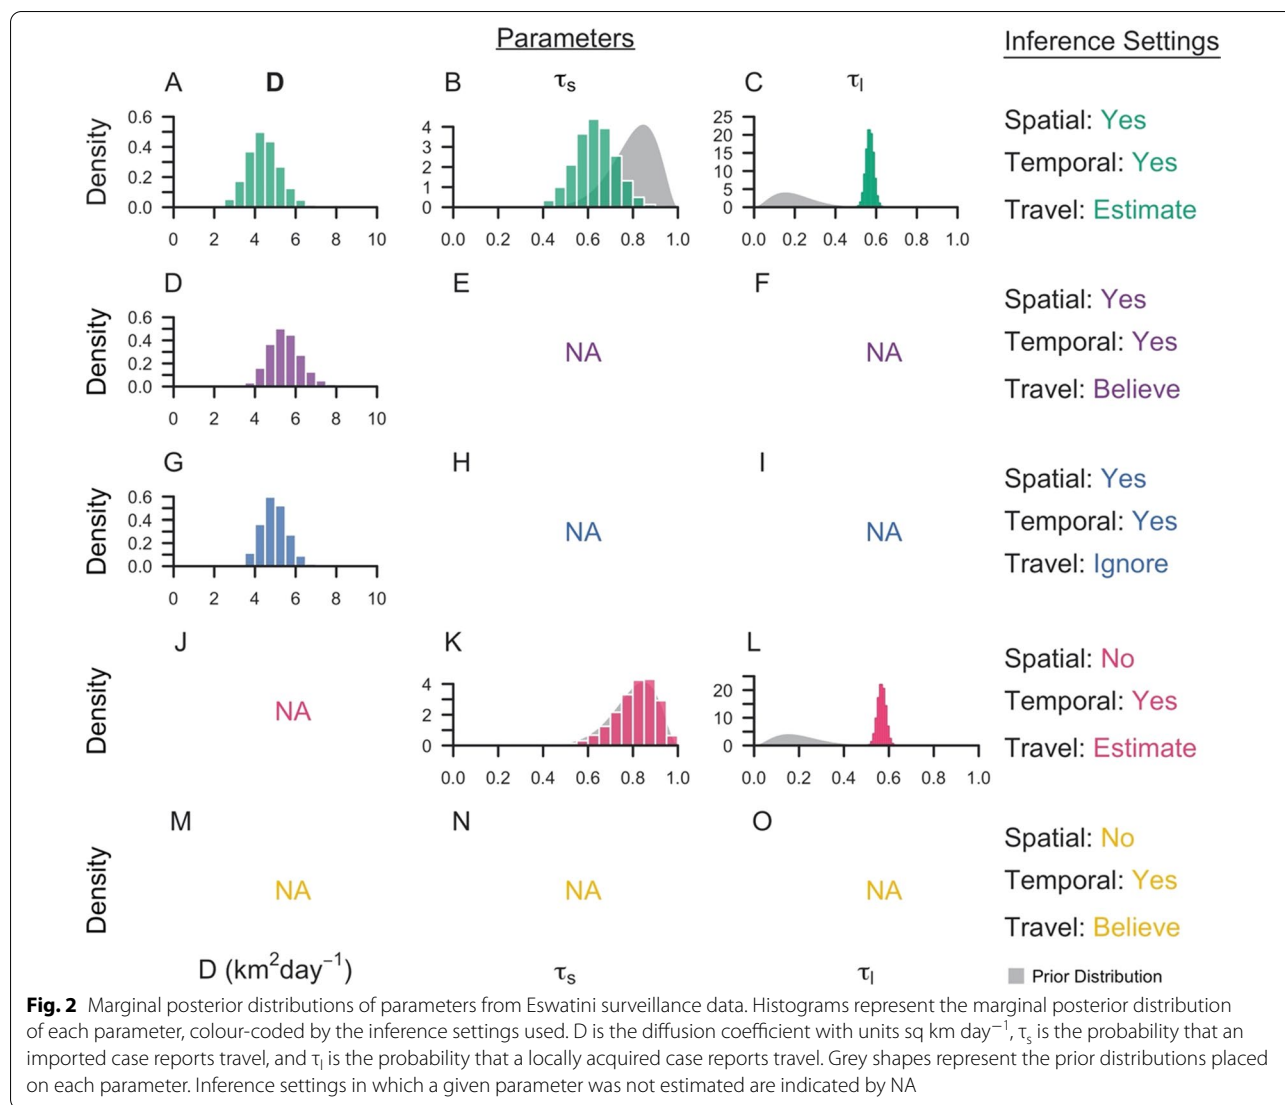 Parameters
Inference Settings
A D B τs C τl
Density
0.6
0.4
0.2
0.0
0 2 4 6 8 10
4
3
2
1
0
0.0 0.2 0.4 0.6 0.8 1.0
25
20
15
10
5
0
0.0 0.2 0.4 0.6 0.8 1.0
Spatial: Yes
Temporal: Yes
Travel: Estimate
D E F
Density
0.6
0.4
0.2
0.0
0 2 4 6 8 10
NA
NA
Spatial: Yes
Temporal: Yes
Travel: Believe
G H I
Density
0.6
0.4
0.2
0.0
0 2 4 6 8 10
NA
NA
Spatial: Yes
Temporal: Yes
Travel: Ignore
J K L
Density
NA
4
2
0
0.0 0.2 0.4 0.6 0.8 1.0
20
10
0
0.0 0.2 0.4 0.6 0.8 1.0
Spatial: No
Temporal: Yes
Travel: Estimate
M N O
Density
NA
NA
NA
Spatial: No
Temporal: Yes
Travel: Believe
D (km²day⁻¹) τs τl
Prior Distribution
Fig. 2 Marginal posterior distributions of parameters from Eswatini surveillance data. Histograms represent the marginal posterior distribution
of each parameter, colour-coded by the inference settings used. D is the diffusion coefficient with units sq km day⁻¹, τs is the probability that an
imported case reports travel, and τl is the probability that a locally acquired case reports travel. Grey shapes represent the prior distributions placed
on each parameter. Inference settings in which a given parameter was not estimated are indicated by NA